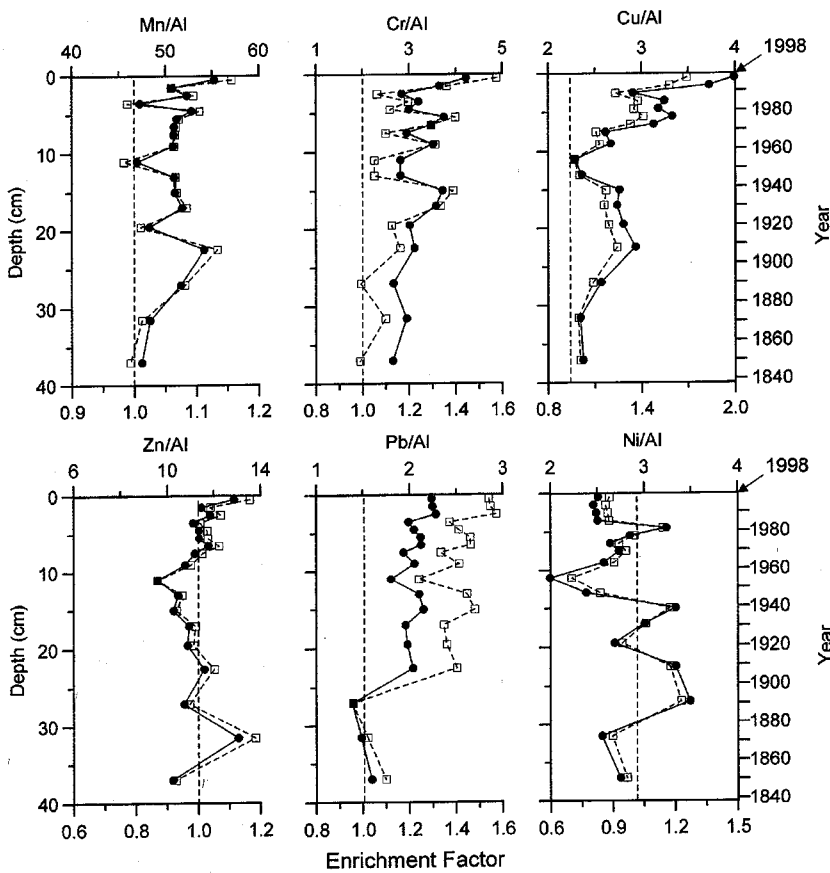 Mn/Al Cr/Al Cu/Al 1998
40 50 60 1 2 3 4 5 2 3 4
0 10 20 30 40
Depth (cm)
1980 1960 1940 1920 1900 1880 1860 1840
Year
0.9 1.0 1.1 1.2 0.8 1.0 1.2 1.4 1.6 0.8 1.4 2.0
Zn/Al Pb/Al Ni/Al 1998
6 8 10 12 14 1 2 3 2 3 4
0 10 20 30 40
Depth (cm)
1980 1960 1940 1920 1900 1880 1860 1840
Year
0.6 0.8 1.0 1.2 0.8 1.0 1.2 1.4 1.6 0.6 0.9 1.2 1.5
Enrichment Factor